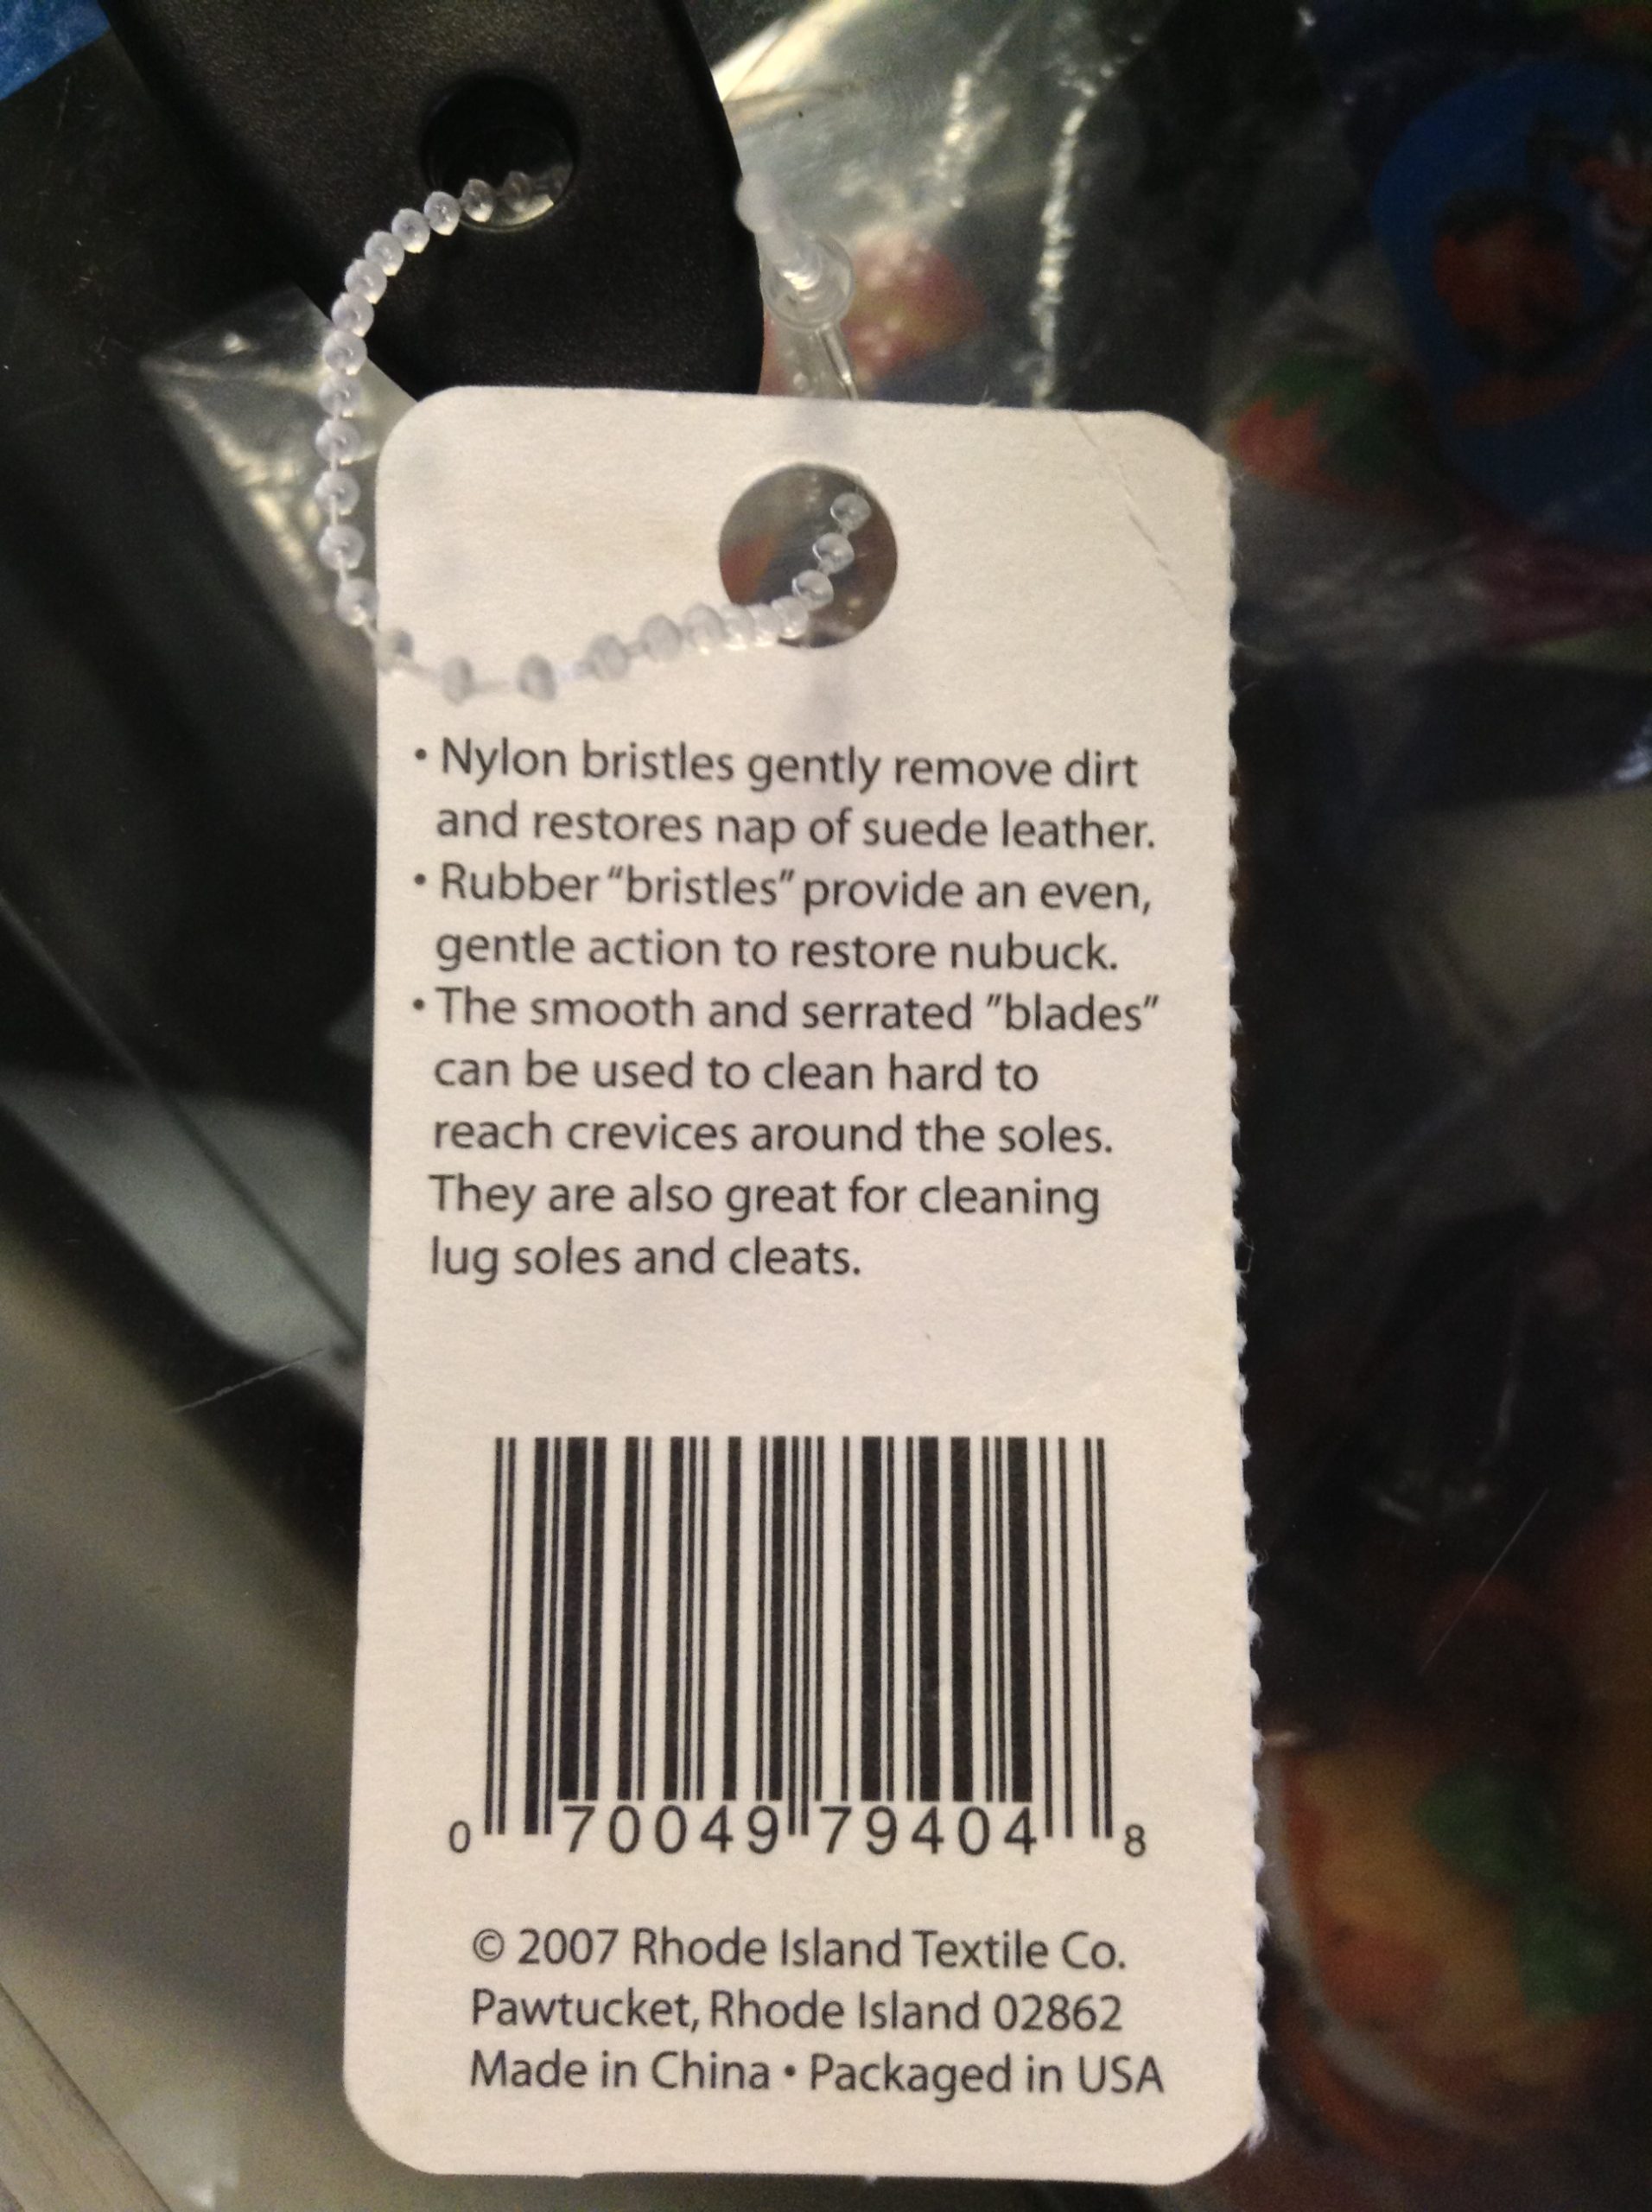 • Nylon bristles gently remove dirt
and restores nap of suede leather.
• Rubber “bristles” provide an even,
gentle action to restore nubuck.
• The smooth and serrated ”blades”
can be used to clean hard to
reach crevices around the soles.
They are also great for cleaning
lug soles and cleats.
0 70049 79404 8
© 2007 Rhode Island Textile Co.
Pawtucket, Rhode Island 02862
Made in China • Packaged in USA